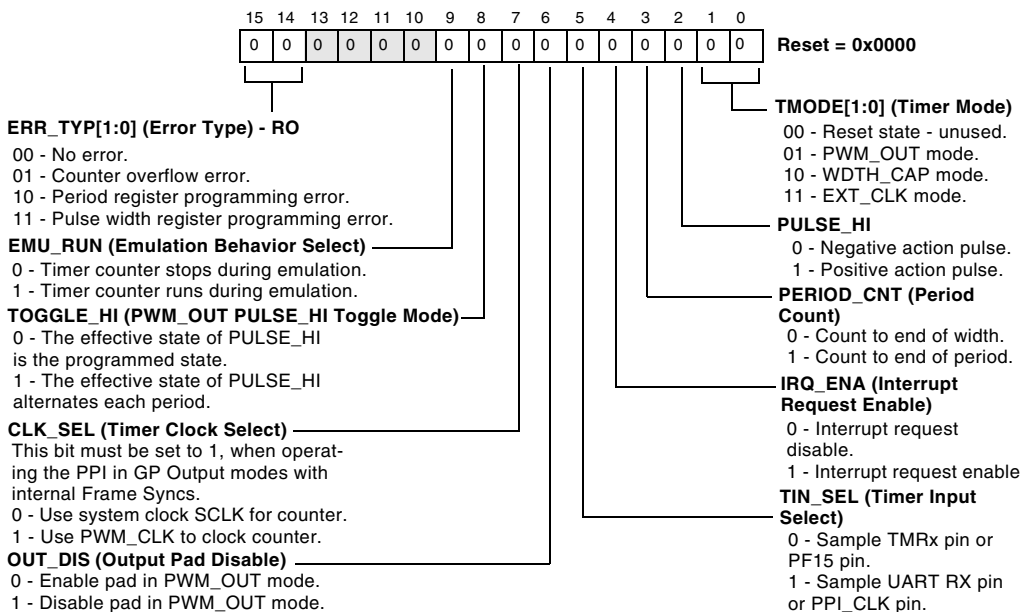 15 14 13 12 11 10 9 8 7 6 5 4 3 2 1 0
0 0 0 0 0 0 0 0 0 0 0 0 0 0 0 0 Reset = 0x0000
ERR_TYP[1:0] (Error Type) - RO
00 - No error.
01 - Counter overflow error.
10 - Period register programming error.
11 - Pulse width register programming error.
EMU_RUN (Emulation Behavior Select)
0 - Timer counter stops during emulation.
1 - Timer counter runs during emulation.
TOGGLE_HI (PWM_OUT PULSE_HI Toggle Mode)
0 - The effective state of PULSE_HI
is the programmed state.
1 - The effective state of PULSE_HI
alternates each period.
CLK_SEL (Timer Clock Select)
This bit must be set to 1, when operat-
ing the PPI in GP Output modes with
internal Frame Syncs.
0 - Use system clock SCLK for counter.
1 - Use PWM_CLK to clock counter.
OUT_DIS (Output Pad Disable)
0 - Enable pad in PWM_OUT mode.
1 - Disable pad in PWM_OUT mode.
TMODE[1:0] (Timer Mode)
00 - Reset state - unused.
01 - PWM_OUT mode.
10 - WDTH_CAP mode.
11 - EXT_CLK mode.
PULSE_HI
0 - Negative action pulse.
1 - Positive action pulse.
PERIOD_CNT (Period
Count)
0 - Count to end of width.
1 - Count to end of period.
IRQ_ENA (Interrupt
Request Enable)
0 - Interrupt request
disable.
1 - Interrupt request enable
TIN_SEL (Timer Input
Select)
0 - Sample TMRx pin or
PF15 pin.
1 - Sample UART RX pin
or PPI_CLK pin.